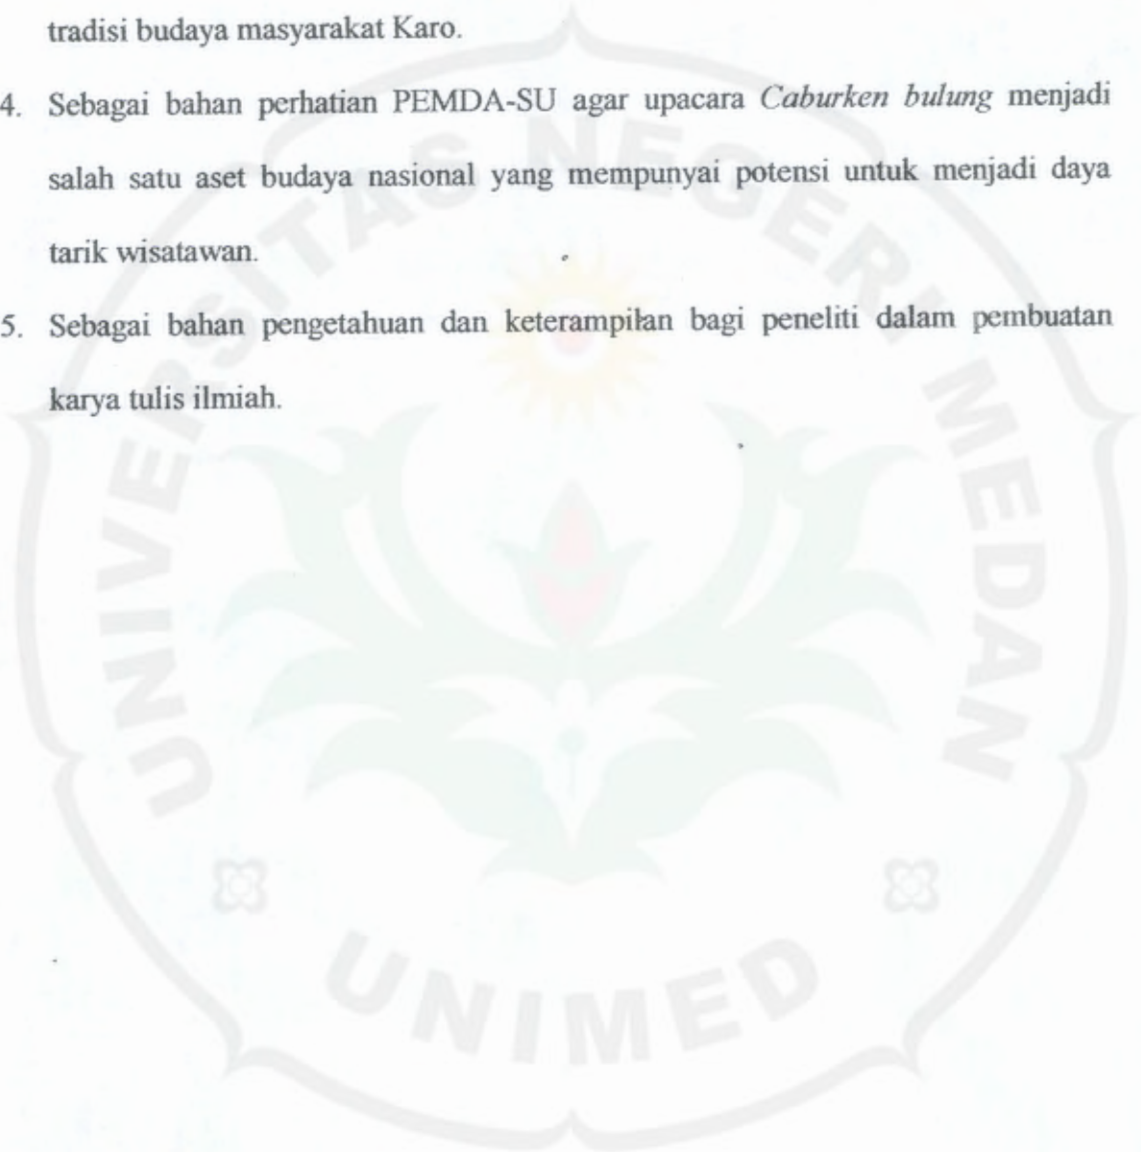 tradisi budaya masyarakat Karo.
4. Sebagai bahan perhatian PEMDA-SU agar upacara Caburken bulung menjadi
salah satu aset budaya nasional yang mempunyai potensi untuk menjadi daya
tarik wisatawan.
5. Sebagai bahan pengetahuan dan keterampilan bagi peneliti dalam pembuatan
karya tulis ilmiah.
UNIVERSITAS NEGERI MEDAN
UNIMED